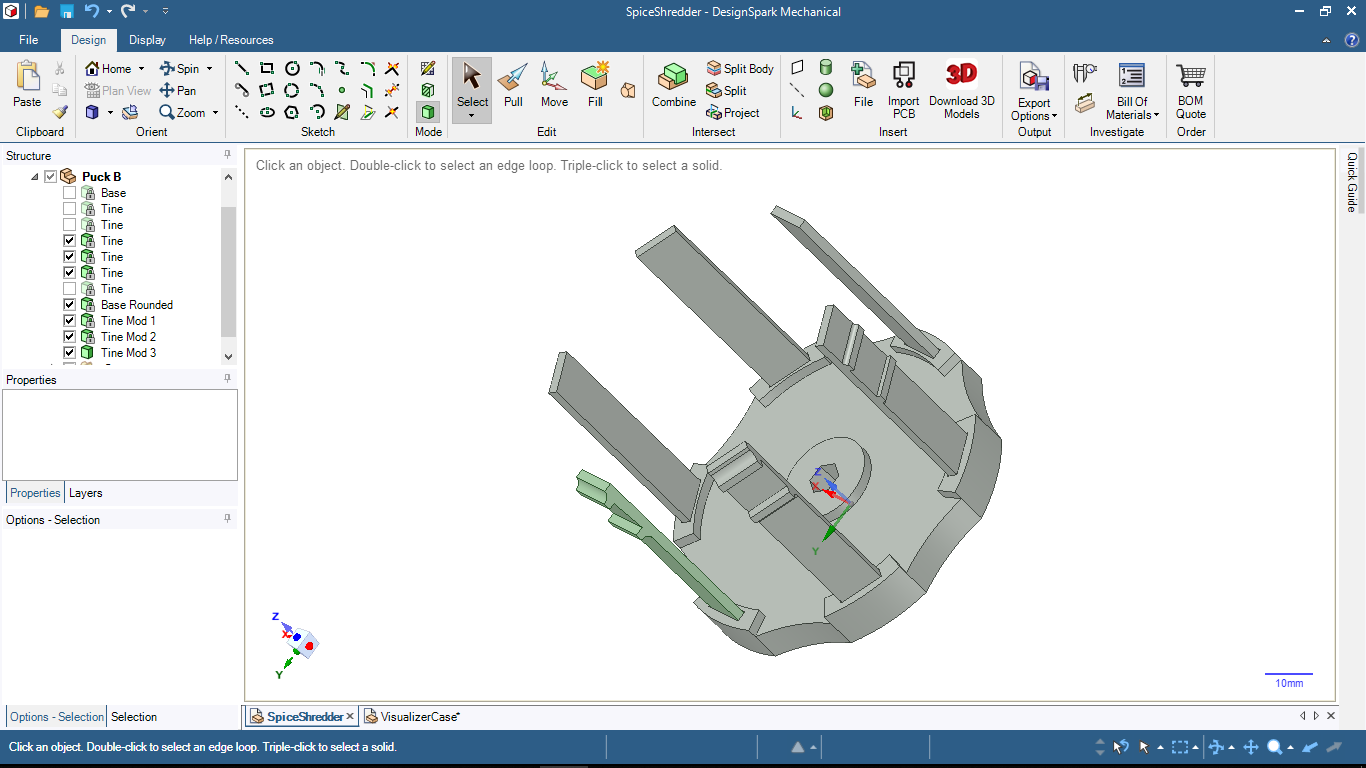 SpiceShredder - DesignSpark Mechanical
File Design Display Help / Resources
Paste
Clipboard
Home Spin
Plan View Pan
Zoom
Orient
Sketch
Mode
Select Pull Move Fill
Edit
Combine
Split Body
Split
Project
Intersect
File Import PCB Download 3D Models
3D
Insert
Export Options
Output
Bill Of Materials
Investigate
BOM Quote
Order
Structure
Puck B
Base
Tine
Tine
Tine
Tine
Tine
Tine
Base Rounded
Tine Mod 1
Tine Mod 2
Tine Mod 3
Properties
Properties Layers
Options - Selection
Options - Selection Selection
Click an object. Double-click to select an edge loop. Triple-click to select a solid.
Z
X
Y
Z
X
Y
10mm
Quick Guide
SpiceShredder VisualizerCase*
Click an object. Double-click to select an edge loop. Triple-click to select a solid.